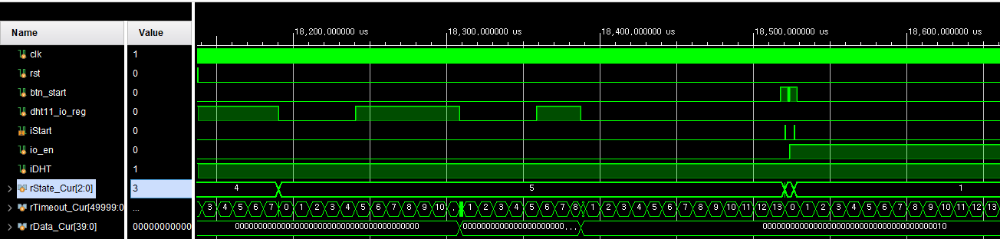 Name Value
18,200,000000 us 18,300,000000 us 18,400,000000 us 18,500,000000 us 18,600,000000 us
clk 1
rst 0
btn_start 0
dht11_io_reg 0
iStart 0
io_en 0
iDHT 1
rState_Cur[2:0] 3 4 5 1
rTimeout_Cur[49999:0 ... 3 4 5 6 7 0 1 2 3 4 5 6 7 8 9 10 1 2 3 4 5 6 7 8 1 2 3 4 5 6 7 8 9 10 11 12 13 0 1 2 3 4 5 6 7 8 9 10 11 12 13
rData_Cur[39:0] 00000000000 0000000000000000000000000000000000000000 0000000000000000000000... 0000000000000000000000000000000000000010